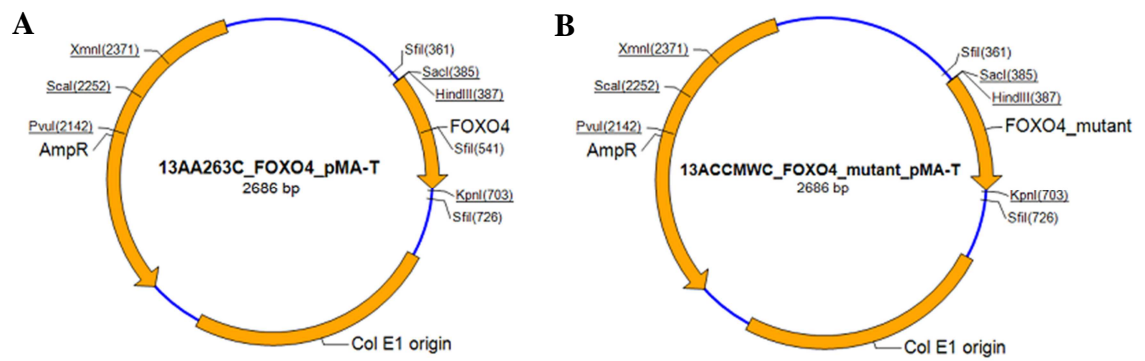 A
XmnI(2371)
ScaI(2252)
PvuI(2142)
AmpR
SfiI(361)
SacI(385)
HindIII(387)
FOXO4
SfiI(541)
13AA263C_FOXO4_pMA-T
2686 bp
KpnI(703)
SfiI(726)
Col E1 origin
B
XmnI(2371)
ScaI(2252)
PvuI(2142)
AmpR
SfiI(361)
SacI(385)
HindIII(387)
FOXO4_mutant
13ACCMWC_FOXO4_mutant_pMA-T
2686 bp
KpnI(703)
SfiI(726)
Col E1 origin